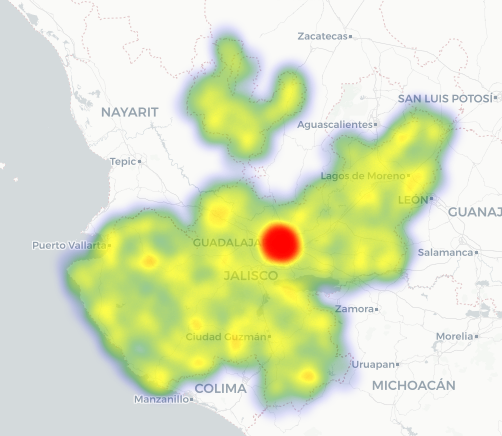 Zacatecas
SAN LUIS POTOSÍ
NAYARIT
Aguascalientes
Tepic
Lagos de Moreno
LEÓN
GUANAJ
Puerto Vallarta
GUADALAJA
Salamanca
JALISCO
Zamora
Ciudad Guzmán
Morelia
Uruapan
COLIMA
MICHOACÁN
Manzanillo